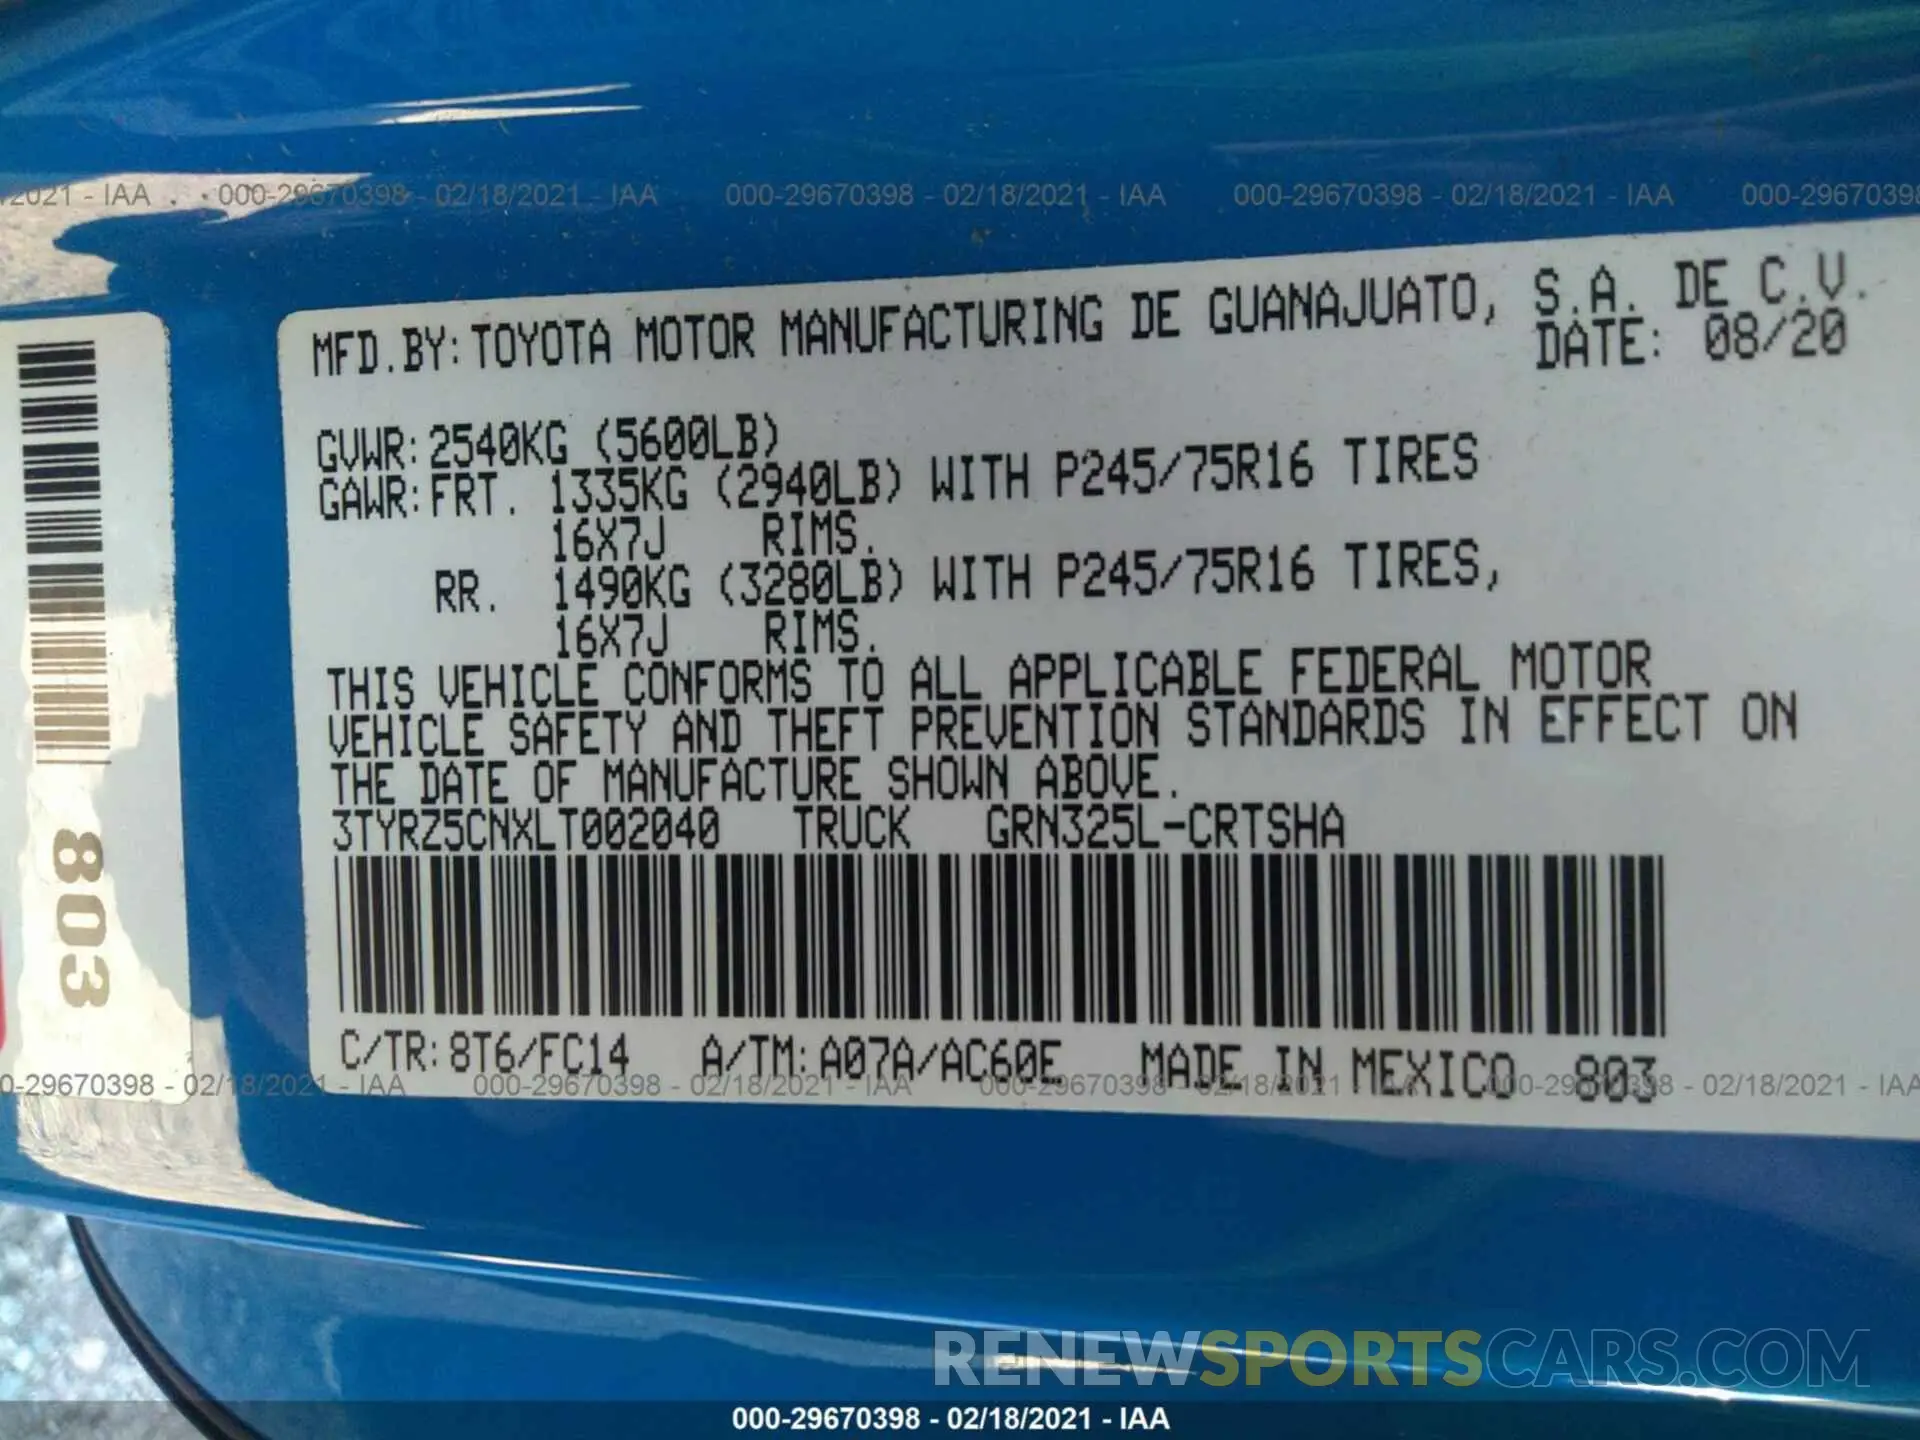 /2021 - IAA 000-29670398 - 02/18/2021 - IAA 000-29670398 - 02/18/2021 - IAA 000-29670398 - 02/18/2021 - IAA 000-29670398
MFD.BY: TOYOTA MOTOR MANUFACTURING DE GUANAJUATO, S.A. DE C.V.
DATE: 08/20
GVWR: 2540KG (5600LB)
GAWR: FRT. 1335KG (2940LB) WITH P245/75R16 TIRES
16X7J RIMS.
RR. 1490KG (3280LB) WITH P245/75R16 TIRES,
16X7J RIMS.
THIS VEHICLE CONFORMS TO ALL APPLICABLE FEDERAL MOTOR
VEHICLE SAFETY AND THEFT PREVENTION STANDARDS IN EFFECT ON
THE DATE OF MANUFACTURE SHOWN ABOVE.
3TYRZ5CNXLT002040 TRUCK GRN325L-CRTSHA
C/TR: 8T6/FC14 A/TM: A07A/AC60E MADE IN MEXICO 803
803
0-29670398 - 02/18/2021 - IAA 000-29670398 - 02/18/2021 - IAA 000-29670398 - 02/18/2021 - IAA 000-29670398 - 02/18/2021 - IAA
RENEWSPORTSCARS.COM
000-29670398 - 02/18/2021 - IAA